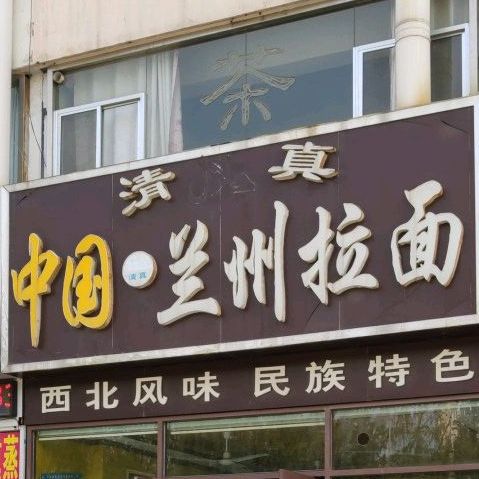 茶
清真
中国·兰州拉面
清真
西北风味 民族特色
蒸